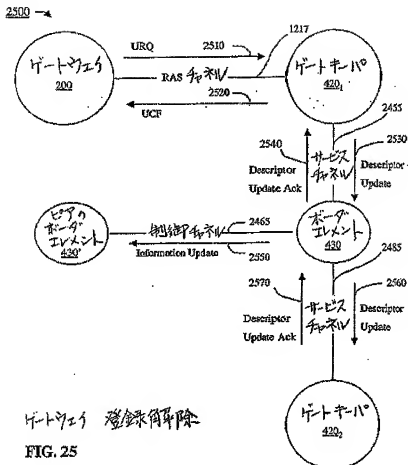 2500
URQ
2510
1217
ゲートウェイ
200
RAS チャネル
ゲートキーパ
420₁
2520
UCF
2455
2540
サービス
チャネル
2530
Descriptor
Update Ack
Descriptor
Update
ピアの
ボーダ
エレメント
430'
制御チャネル
2465
Information Update
2550
ボーダ
エレメント
430
2485
2570
サービス
チャネル
2560
Descriptor
Update Ack
Descriptor
Update
ゲートウェイ 登録解除
FIG. 25
ゲートキーパ
420₂